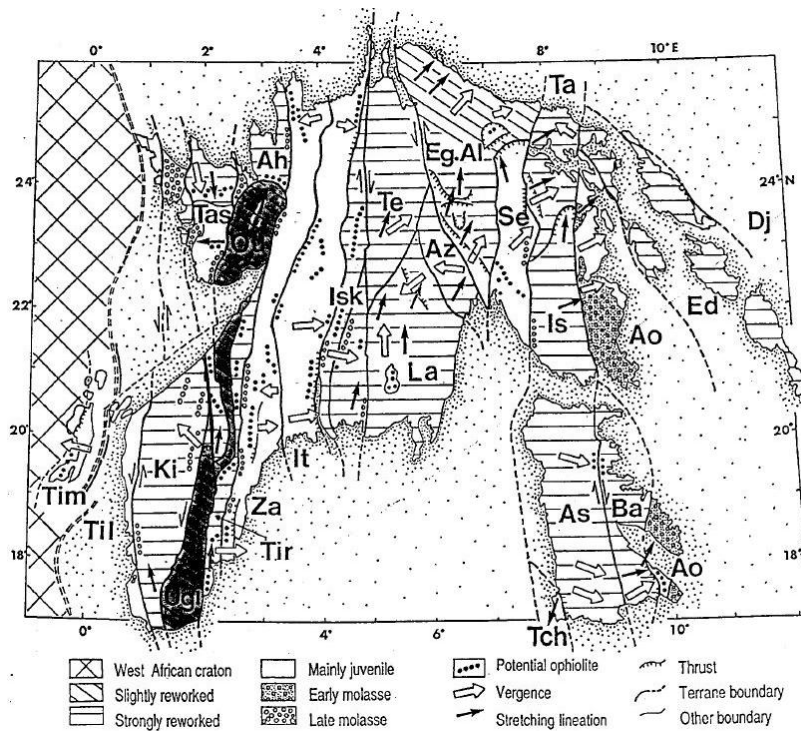 0° 2° 4° 6° 8° 10° E
Ta
Ah
Eg.Al
24° 24° N
Tas
Te
Se
Ou
Dj
Az
22°
Isk
Is
Ed
Ao
La
20° 20°
It
Ki
Tim
Za
As
Ba
Til
Tir
18° 18°
Ao
Ugi
Tch
0° 2° 4° 6° 8° 10°
West African craton
Slightly reworked
Strongly reworked
Mainly juvenile
Early molasse
Late molasse
Potential ophiolite
Vergence
Stretching lineation
Thrust
Terrane boundary
Other boundary